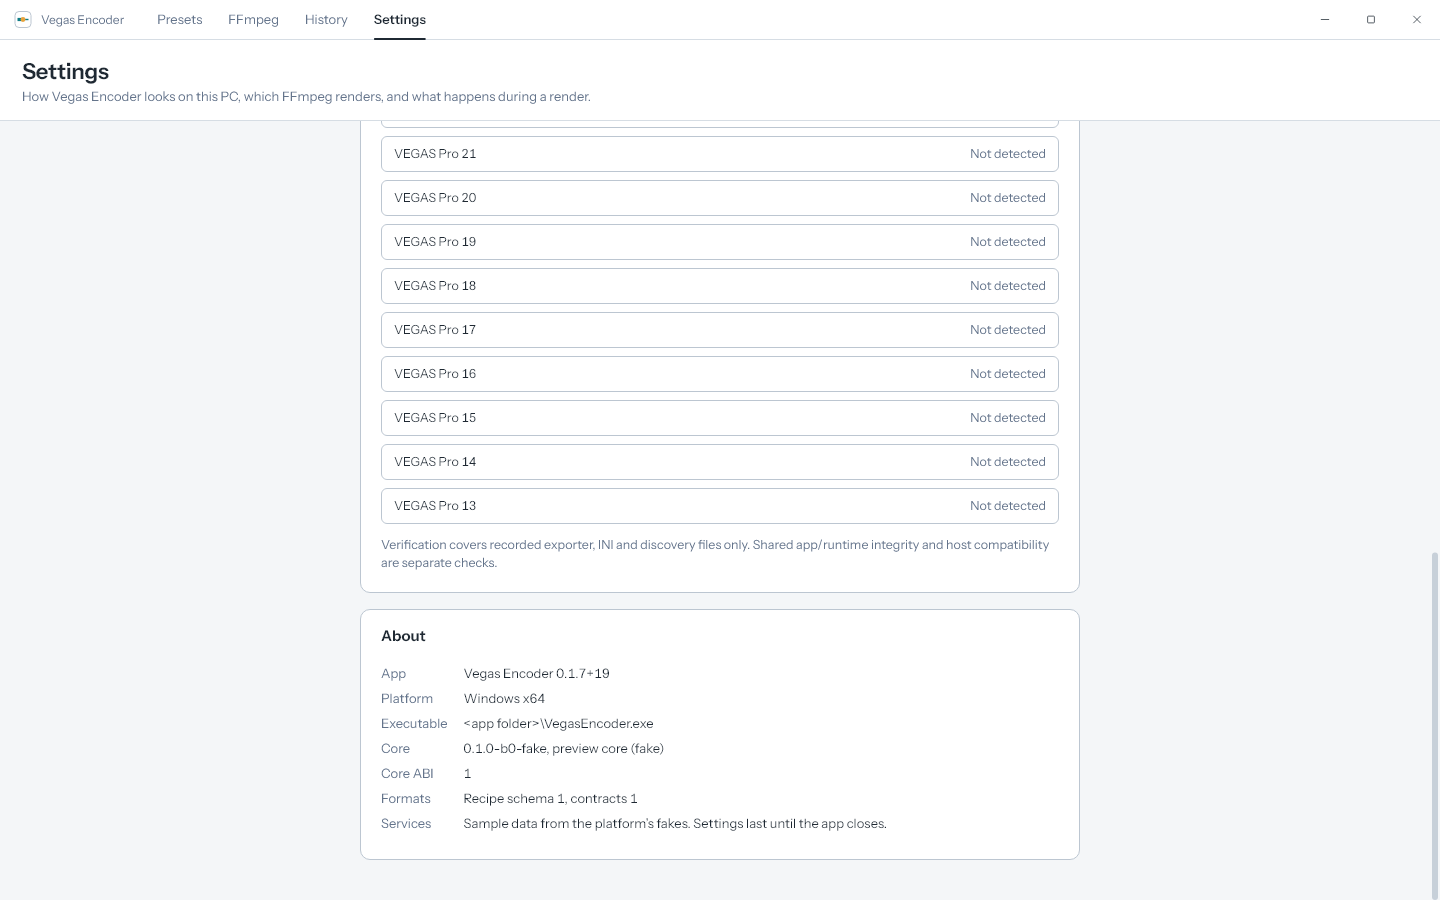 Vegas Encoder
Presets
FFmpeg
History
Settings
Settings
How Vegas Encoder looks on this PC, which FFmpeg renders, and what happens during a render.
VEGAS Pro 21 Not detected
VEGAS Pro 20 Not detected
VEGAS Pro 19 Not detected
VEGAS Pro 18 Not detected
VEGAS Pro 17 Not detected
VEGAS Pro 16 Not detected
VEGAS Pro 15 Not detected
VEGAS Pro 14 Not detected
VEGAS Pro 13 Not detected
Verification covers recorded exporter, INI and discovery files only. Shared app/runtime integrity and host compatibility
are separate checks.
About
App Vegas Encoder 0.1.7+19
Platform Windows x64
Executable <app folder>\VegasEncoder.exe
Core 0.1.0-b0-fake, preview core (fake)
Core ABI 1
Formats Recipe schema 1, contracts 1
Services Sample data from the platform's fakes. Settings last until the app closes.